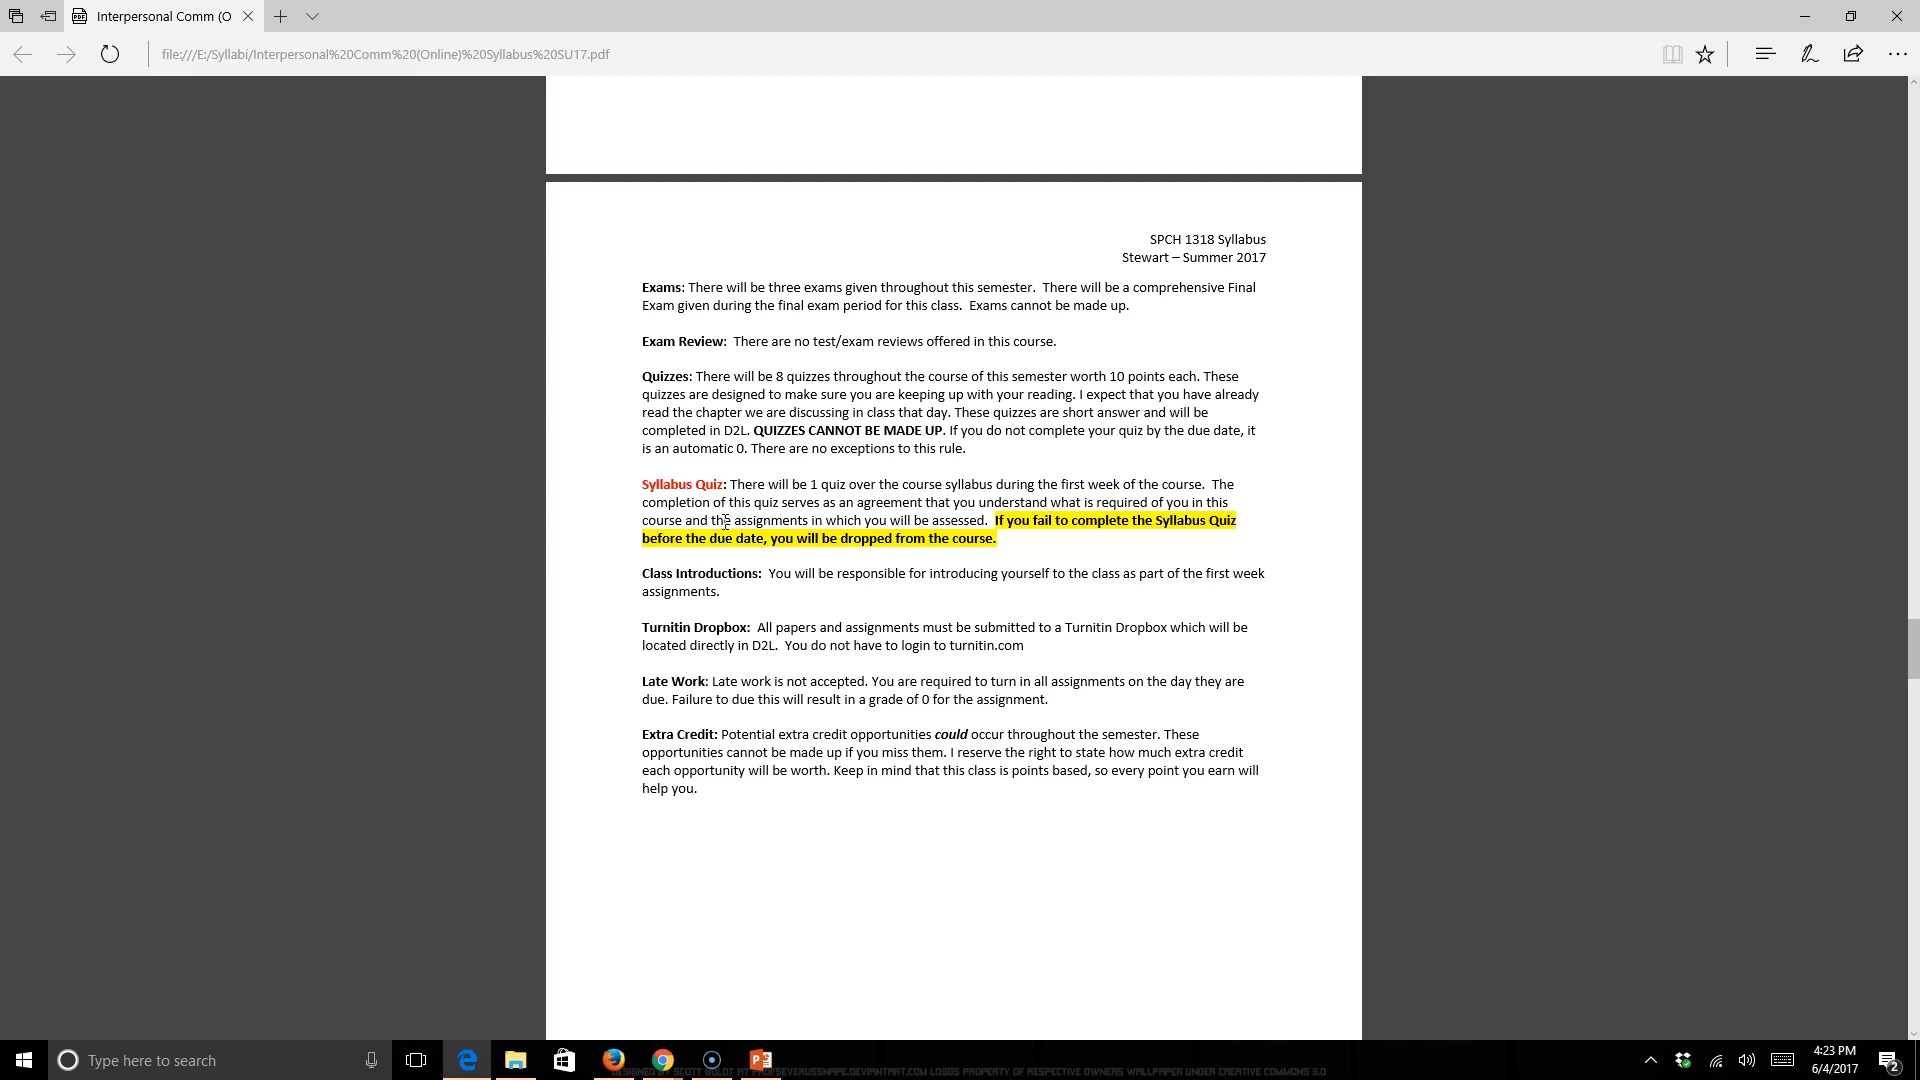 Interpersonal Comm (O
file:///E:/Syllabi/Interpersonal%20Comm%20(Online)%20Syllabus%20SU17.pdf
SPCH 1318 Syllabus
Stewart – Summer 2017
Exams: There will be three exams given throughout this semester.  There will be a comprehensive Final
Exam given during the final exam period for this class.  Exams cannot be made up.
Exam Review:  There are no test/exam reviews offered in this course.
Quizzes: There will be 8 quizzes throughout the course of this semester worth 10 points each. These
quizzes are designed to make sure you are keeping up with your reading. I expect that you have already
read the chapter we are discussing in class that day. These quizzes are short answer and will be
completed in D2L. QUIZZES CANNOT BE MADE UP. If you do not complete your quiz by the due date, it
is an automatic 0. There are no exceptions to this rule.
Syllabus Quiz: There will be 1 quiz over the course syllabus during the first week of the course.  The
completion of this quiz serves as an agreement that you understand what is required of you in this
course and the assignments in which you will be assessed.  If you fail to complete the Syllabus Quiz
before the due date, you will be dropped from the course.
Class Introductions:  You will be responsible for introducing yourself to the class as part of the first week
assignments.
Turnitin Dropbox:  All papers and assignments must be submitted to a Turnitin Dropbox which will be
located directly in D2L.  You do not have to login to turnitin.com
Late Work: Late work is not accepted. You are required to turn in all assignments on the day they are
due. Failure to due this will result in a grade of 0 for the assignment.
Extra Credit: Potential extra credit opportunities could occur throughout the semester. These
opportunities cannot be made up if you miss them. I reserve the right to state how much extra credit
each opportunity will be worth. Keep in mind that this class is points based, so every point you earn will
help you.
Type here to search
4:23 PM
6/4/2017
2
LOGOS PROPERTY OF RESPECTIVE OWNERS WALLPAPER UNDER CREATIVE COMMONS 3.0